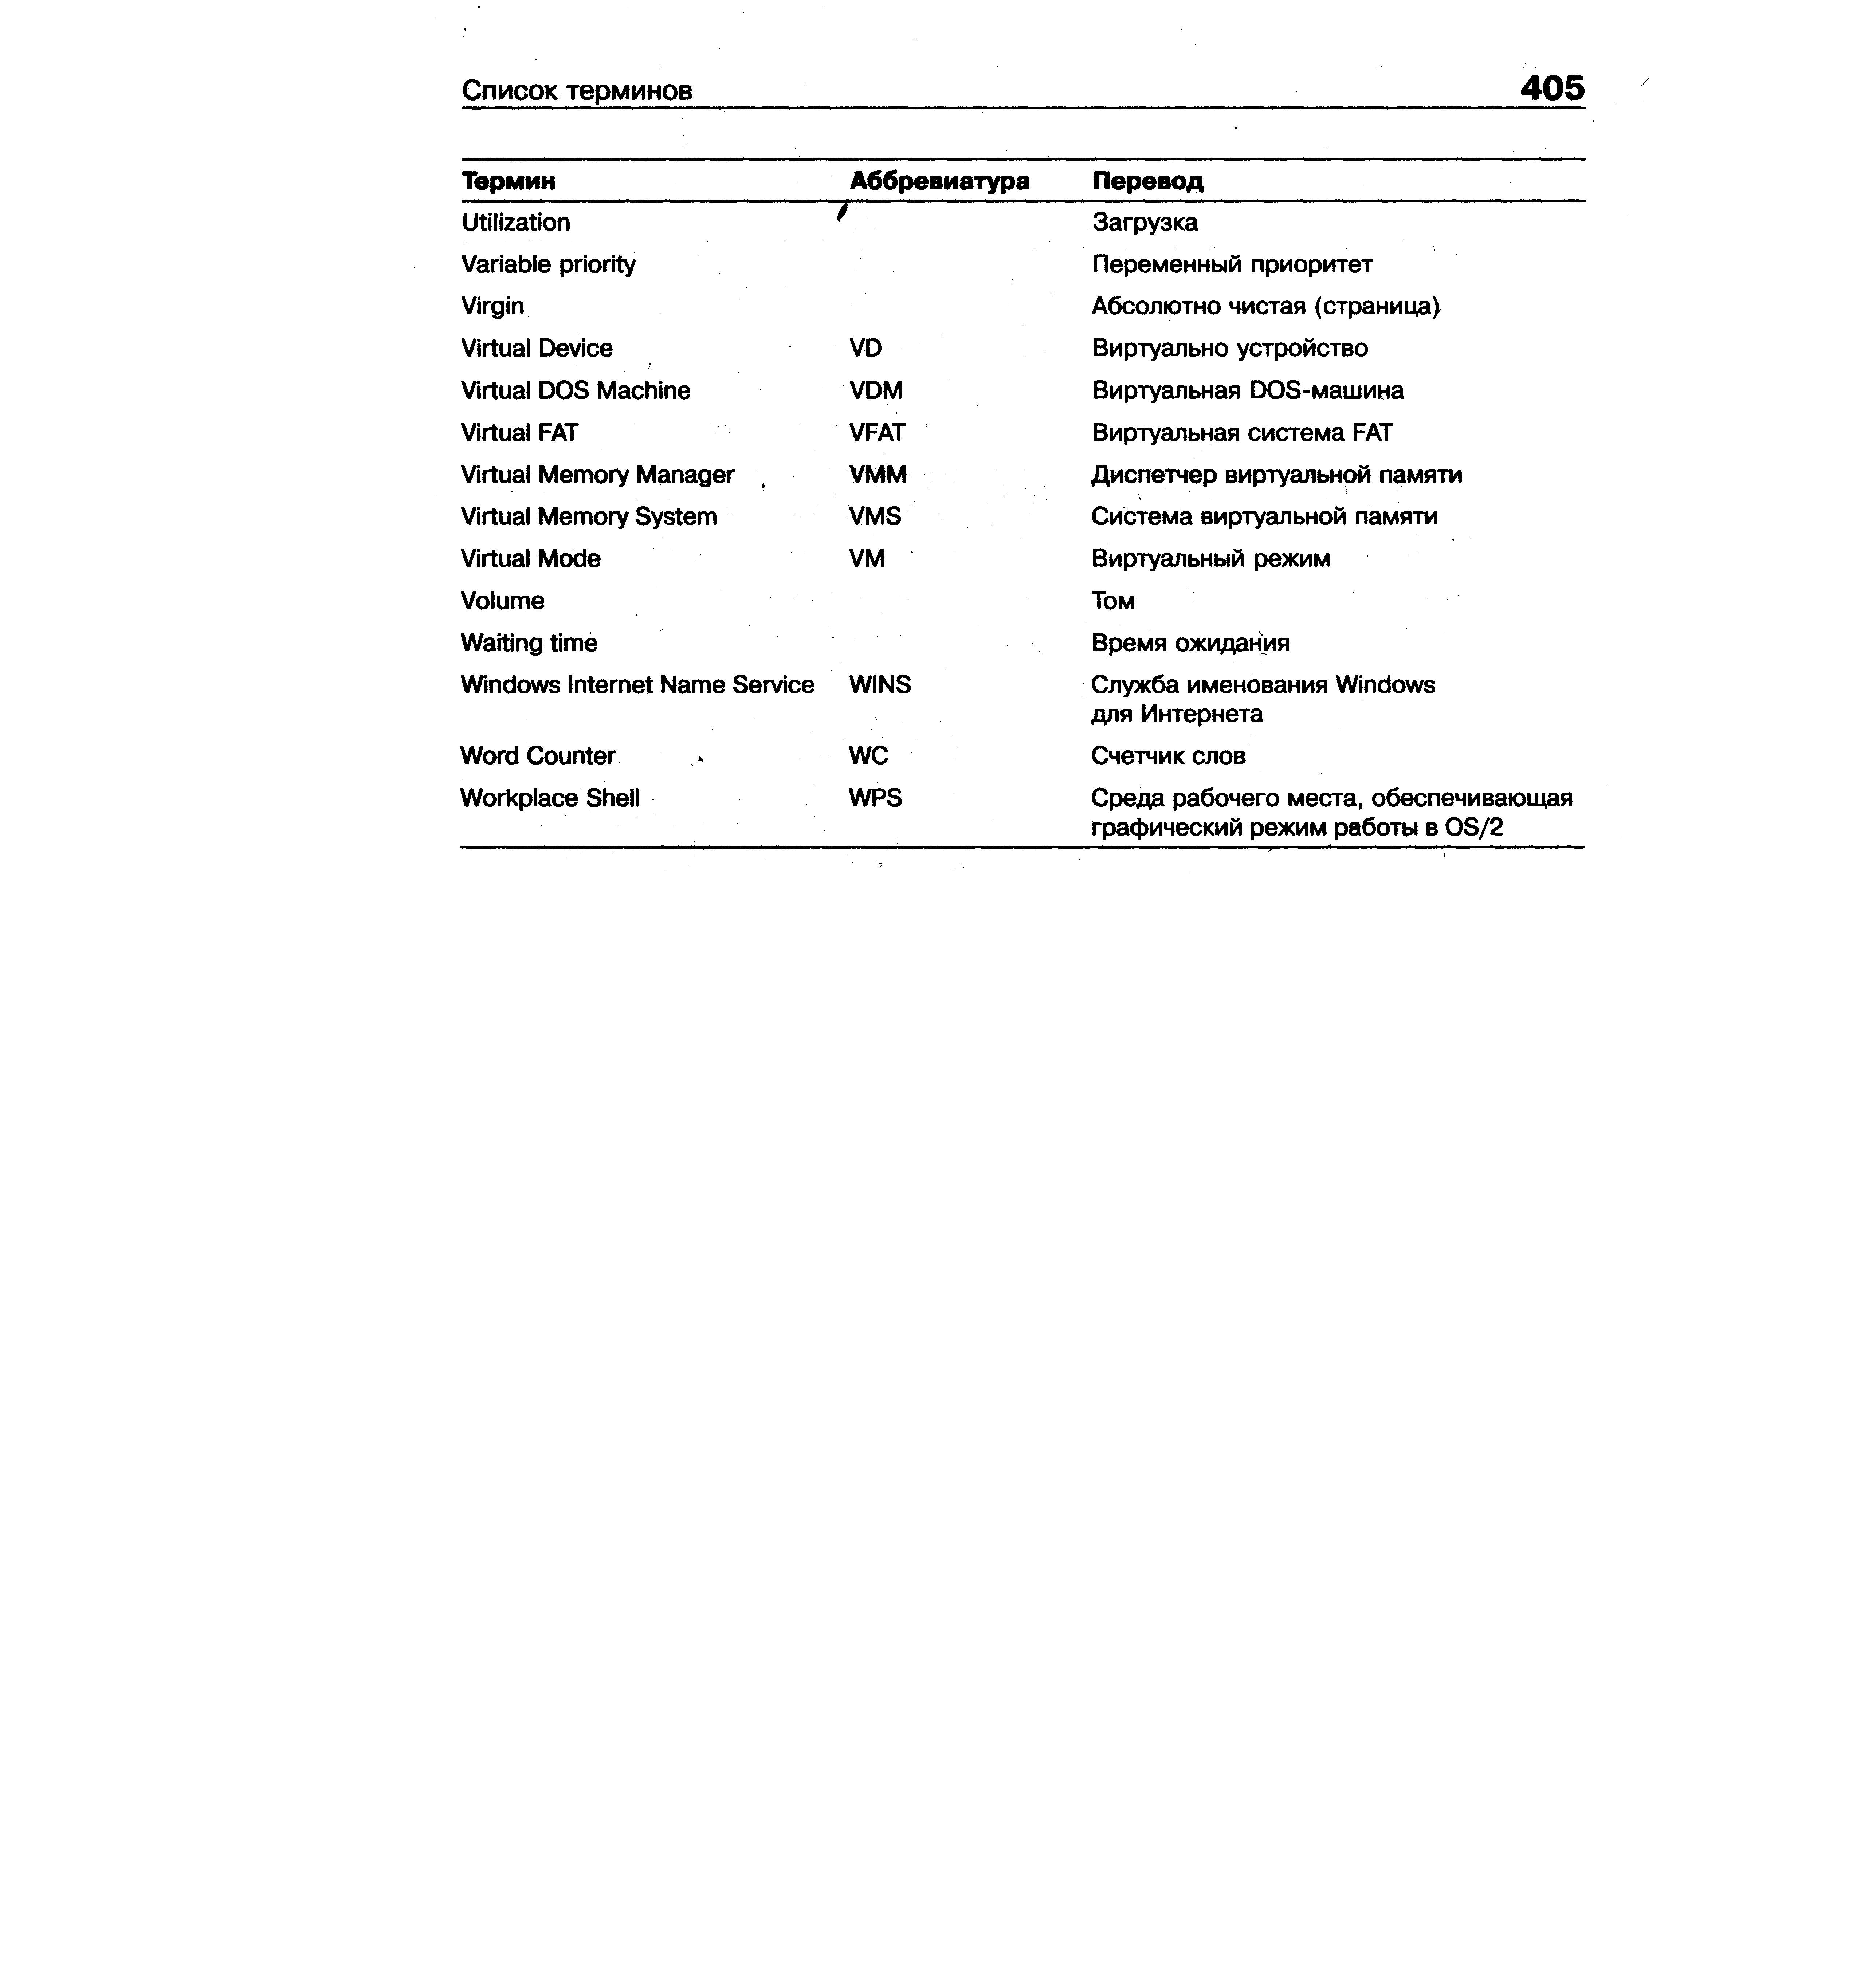 Список терминов 405
Термин Аббревиатура Перевод
Utilization Загрузка
Variable priority Переменный приоритет
Virgin Абсолютно чистая (страница)
Virtual Device VD Виртуально устройство
Virtual DOS Machine VDM Виртуальная DOS-машина
Virtual FAT VFAT Виртуальная система FAT
Virtual Memory Manager VMM Диспетчер виртуальной памяти
Virtual Memory System VMS Система виртуальной памяти
Virtual Mode VM Виртуальный режим
Volume Том
Waiting time Время ожидания
Windows Internet Name Service WINS Служба именования Windows
для Интернета
Word Counter WC Счетчик слов
Workplace Shell WPS Среда рабочего места, обеспечивающая
графический режим работы в OS/2